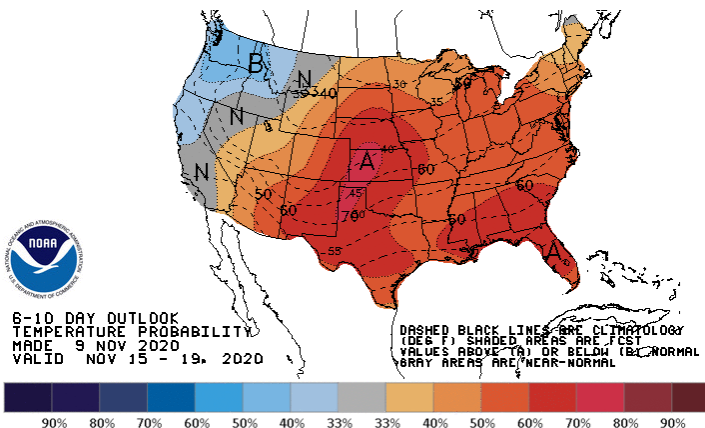 B
N
33
40
30
50
35
N
40
A
60
N
50
45
60
60
70
50
50
55
A
NATIONAL OCEANIC AND ATMOSPHERIC ADMINISTRATION
NOAA
U.S. DEPARTMENT OF COMMERCE
6-10 DAY OUTLOOK
TEMPERATURE PROBABILITY
MADE 9 NOV 2020
VALID NOV 15 - 19, 2020
DASHED BLACK LINES ARE CLIMATOLOGY
(DEG F) SHADED AREAS ARE FCST
VALUES ABOVE (A) OR BELOW (B) NORMAL
GRAY AREAS ARE NEAR-NORMAL
90% 80% 70% 60% 50% 40% 33% 33% 40% 50% 60% 70% 80% 90%